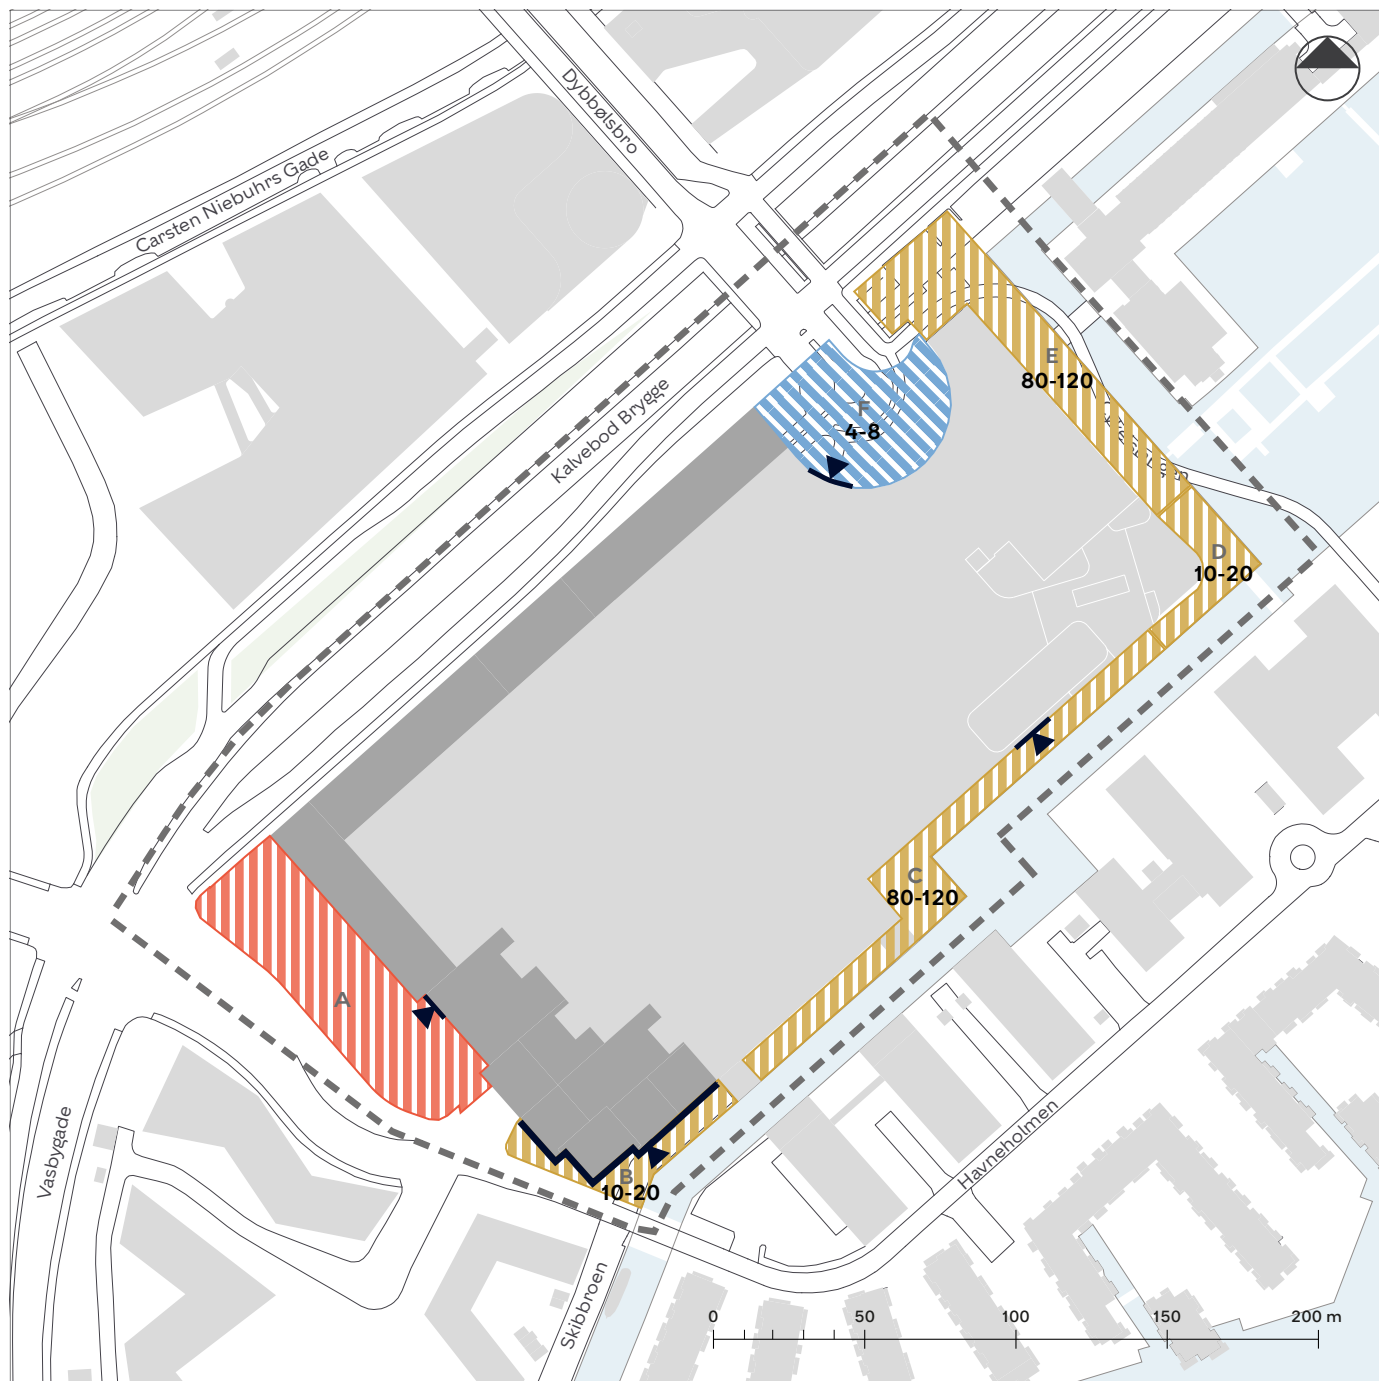 Dybbølsbro
Carsten Niebuhrs Gade
Kalvebod Brygge
E
80-120
F
4-8
D
10-20
C
80-120
A
B
10-20
Vasbygade
Havneholmen
Skibbroen
0 50 100 150 200 m